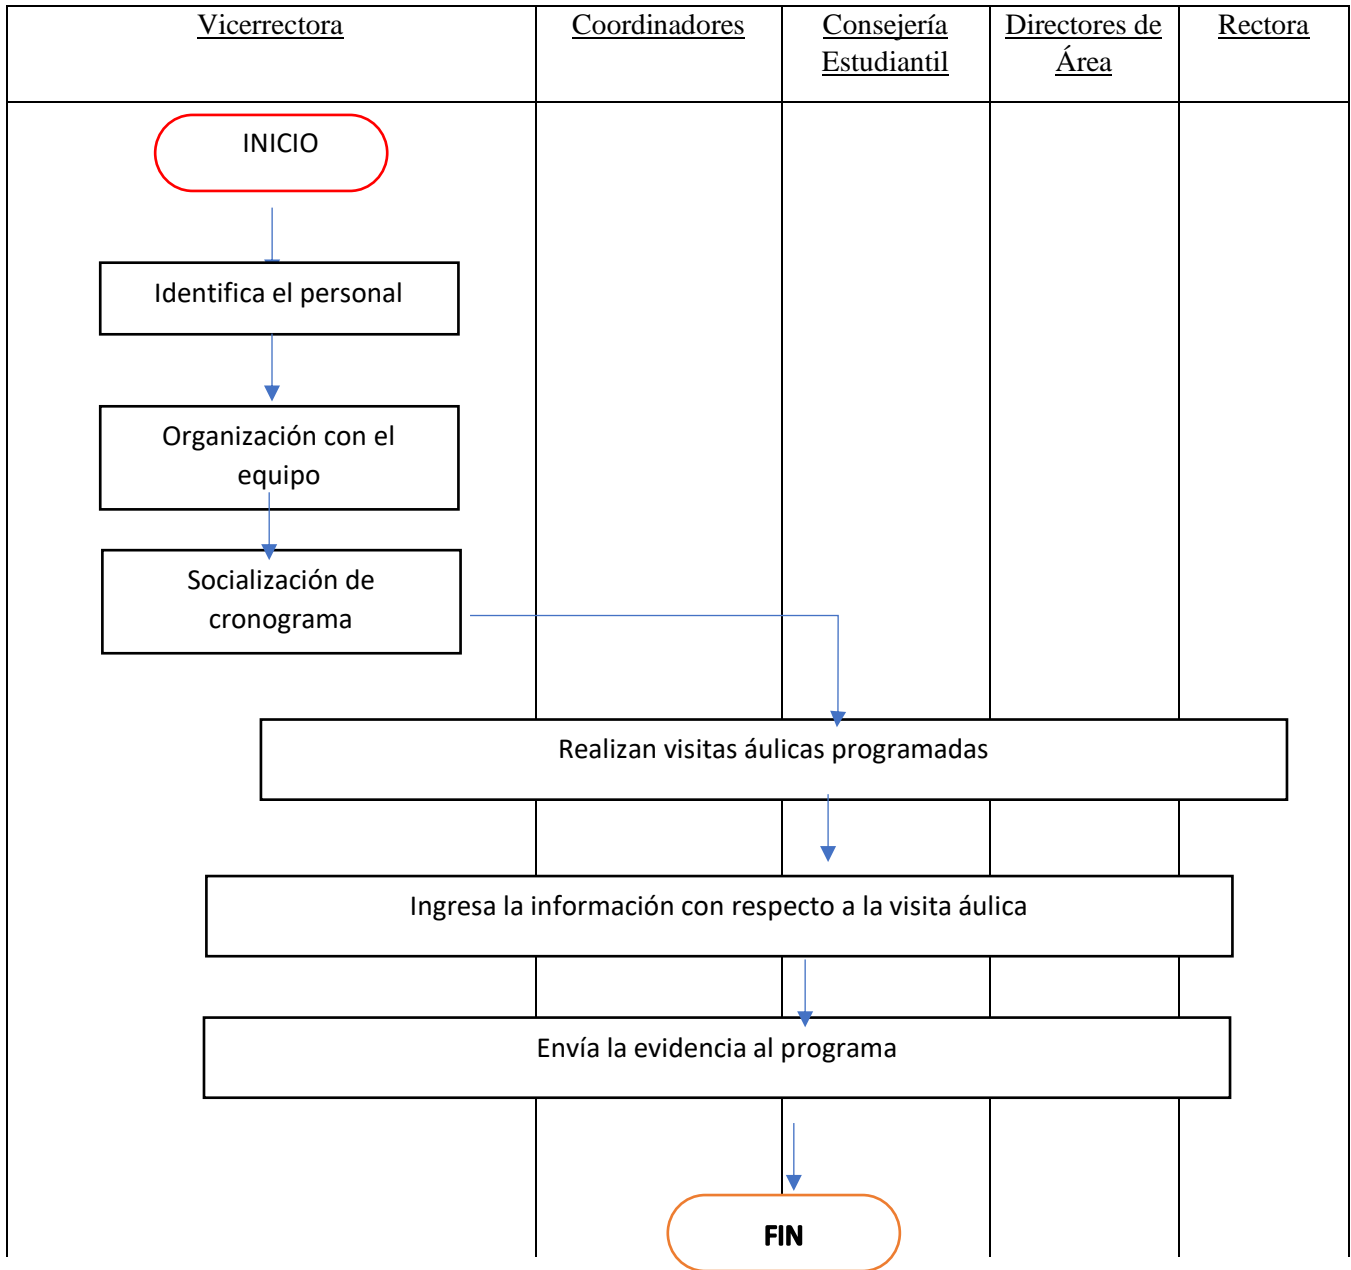 Vicerrectora
Coordinadores
Consejería
Estudiantil
Directores de
Área
Rectora
INICIO
Identifica el personal
Organización con el
equipo
Socialización de
cronograma
Realizan visitas áulicas programadas
Ingresa la información con respecto a la visita áulica
Envía la evidencia al programa
FIN